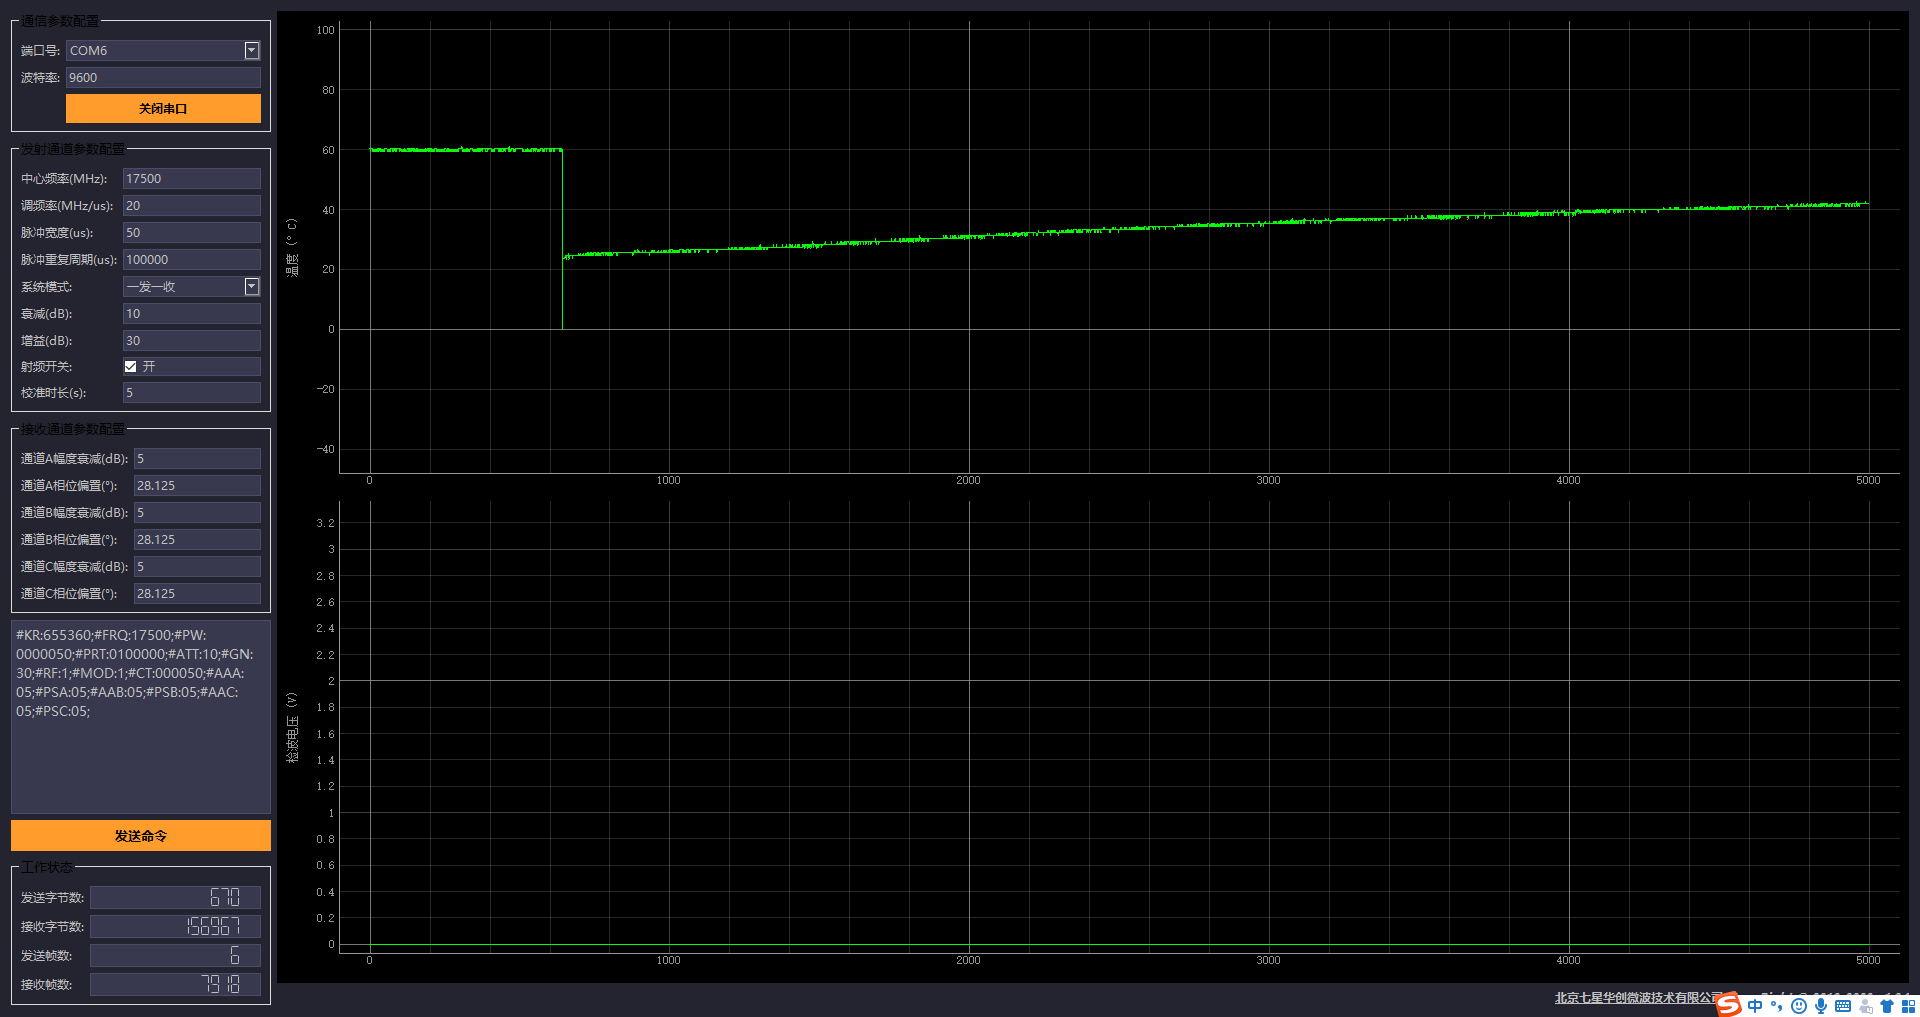 通信参数配置
端口号: COM6
波特率: 9600
关闭串口
发射通道参数配置
中心频率(MHz): 17500
调频率(MHz/us): 20
脉冲宽度(us): 50
脉冲重复周期(us): 100000
系统模式: 一发一收
衰减(dB): 10
增益(dB): 30
射频开关: 开
校准时长(s): 5
接收通道参数配置
通道A幅度衰减(dB): 5
通道A相位偏置(°): 28.125
通道B幅度衰减(dB): 5
通道B相位偏置(°): 28.125
通道C幅度衰减(dB): 5
通道C相位偏置(°): 28.125
#KR:655360;#FRQ:17500;#PW:
0000050;#PRT:0100000;#ATT:10;#GN:
30;#RF:1;#MOD:1;#CT:000050;#AAA:
05;#PSA:05;#AAB:05;#PSB:05;#AAC:
05;#PSC:05;
发送命令
工作状态
发送字节数: 670
接收字节数: 156967
发送帧数: 6
接收帧数: 7918
温度 (°C)
100
80
60
40
20
0
-20
-40
0 1000 2000 3000 4000 5000
检波电压 (V)
3.2
3
2.8
2.6
2.4
2.2
2
1.8
1.6
1.4
1.2
1
0.8
0.6
0.4
0.2
0
0 1000 2000 3000 4000 5000
北京七星华创微波技术有限公司
中